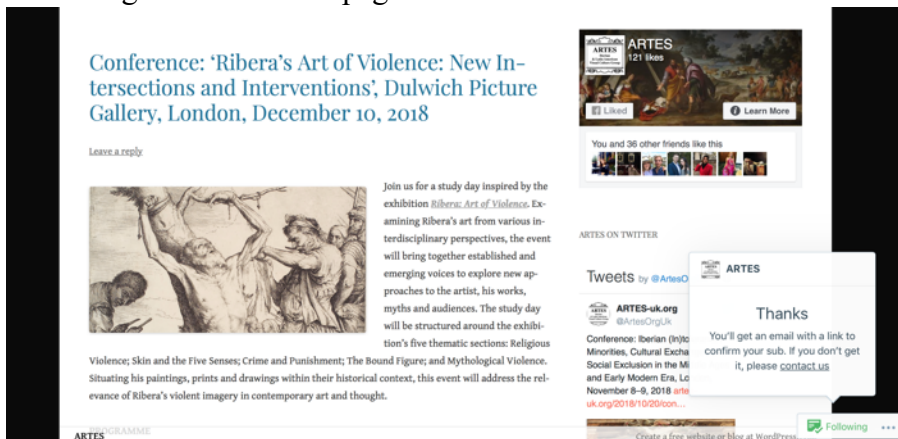 Conference: ‘Ribera’s Art of Violence: New In-
tersections and Interventions’, Dulwich Picture
Gallery, London, December 10, 2018
Leave a reply
Join us for a study day inspired by the
exhibition Ribera: Art of Violence. Ex-
amining Ribera’s art from various in-
terdisciplinary perspectives, the event
will bring together established and
emerging voices to explore new ap-
proaches to the artist, his works,
myths and audiences. The study day
will be structured around the exhibi-
tion’s five thematic sections: Religious
Violence; Skin and the Five Senses; Crime and Punishment; The Bound Figure; and Mythological Violence.
Situating his paintings, prints and drawings within their historical context, this event will address the rel-
evance of Ribera’s violent imagery in contemporary art and thought.
PROGRAMME
ARTES
ARTES
ARTES
121 likes
Liked
Learn More
You and 36 other friends like this
ARTES ON TWITTER
Tweets by @ArtesO
ARTES-uk.org
@ArtesOrgUk
Conference: Iberian (In)to
Minorities, Cultural Excha
Social Exclusion in the Mi
and Early Modern Era, Lo
November 8–9, 2018 arte
uk.org/2018/10/20/con…
ARTES
Thanks
You’ll get an email with a link to
confirm your sub. If you don’t get
it, please contact us
Following
Create a free website or blog at WordPress